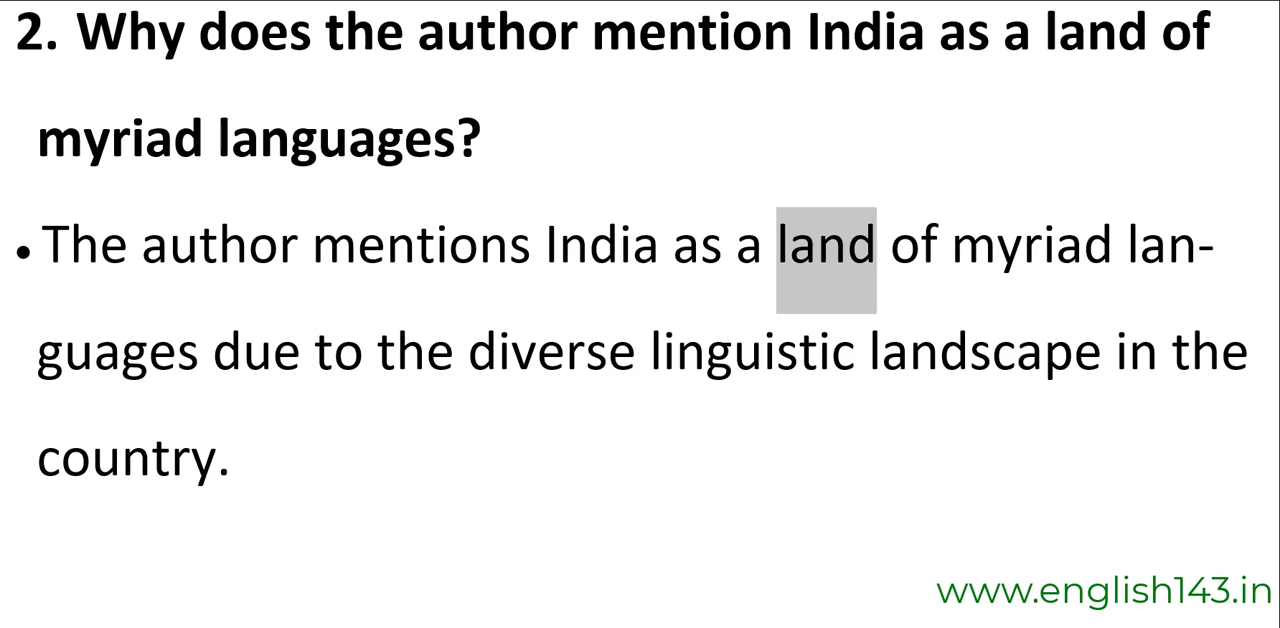 2. Why does the author mention India as a land of
myriad languages?
• The author mentions India as a land of myriad lan-
guages due to the diverse linguistic landscape in the
country.
www.english143.in